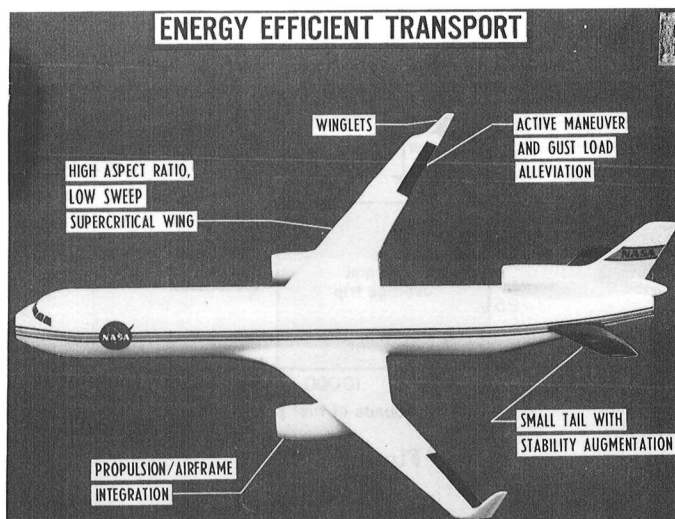 ENERGY EFFICIENT TRANSPORT
WINGLETS
ACTIVE MANEUVER
AND GUST LOAD
ALLEVIATION
HIGH ASPECT RATIO,
LOW SWEEP
SUPERCRITICAL WING
NASA
NASA
SMALL TAIL WITH
STABILITY AUGMENTATION
PROPULSION/AIRFRAME
INTEGRATION